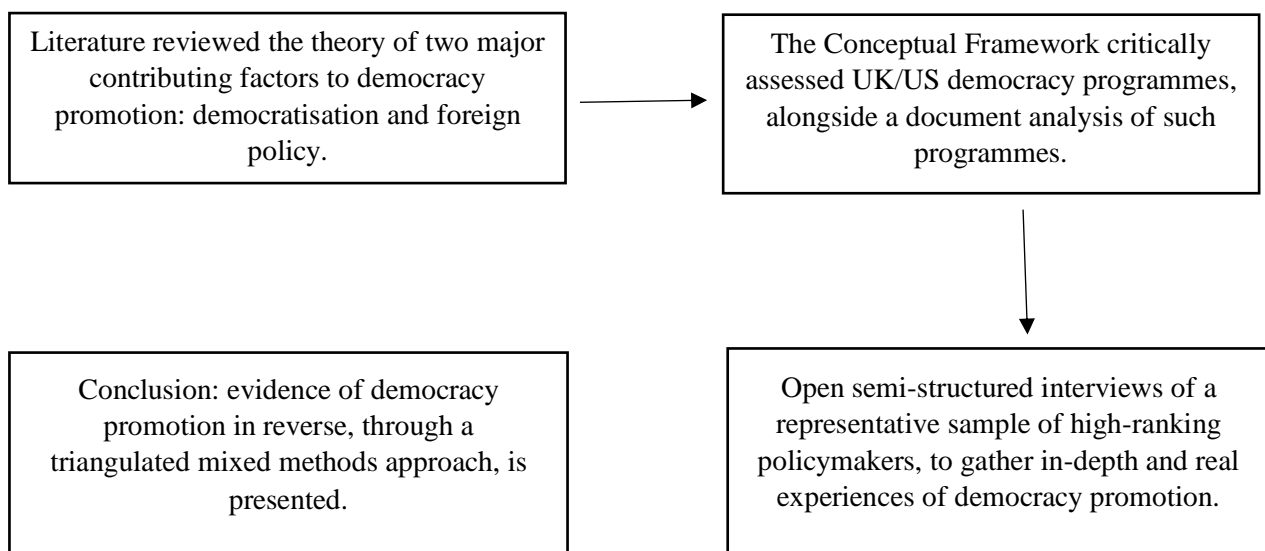 Literature reviewed the theory of two major
contributing factors to democracy
promotion: democratisation and foreign
policy.
The Conceptual Framework critically
assessed UK/US democracy programmes,
alongside a document analysis of such
programmes.
Open semi-structured interviews of a
representative sample of high-ranking
policymakers, to gather in-depth and real
experiences of democracy promotion.
Conclusion: evidence of democracy
promotion in reverse, through a
triangulated mixed methods approach, is
presented.